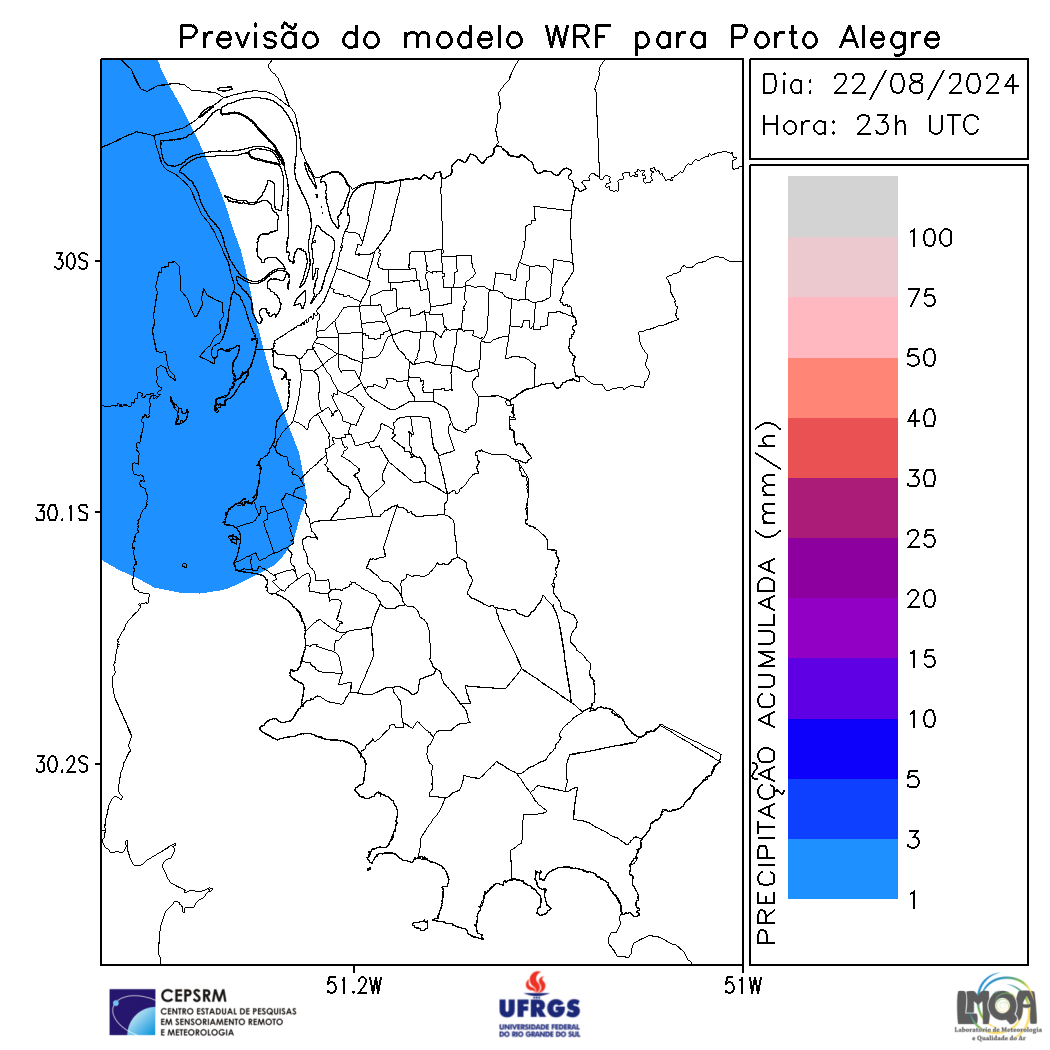 Previsão do modelo WRF para Porto Alegre
Dia: 22/08/2024
Hora: 23h UTC
100
75
50
40
30
25
20
15
10
5
3
1
PRECIPITAÇÃO ACUMULADA (mm/h)
30S
30.1S
30.2S
51.2W
51W
CEPSRM
CENTRO ESTADUAL DE PESQUISAS
EM SENSORIAMENTO REMOTO
E METEOROLOGIA
UFRGS
UNIVERSIDADE FEDERAL
DO RIO GRANDE DO SUL
LMQA
Laboratório de Meteorologia
e Qualidade do Ar